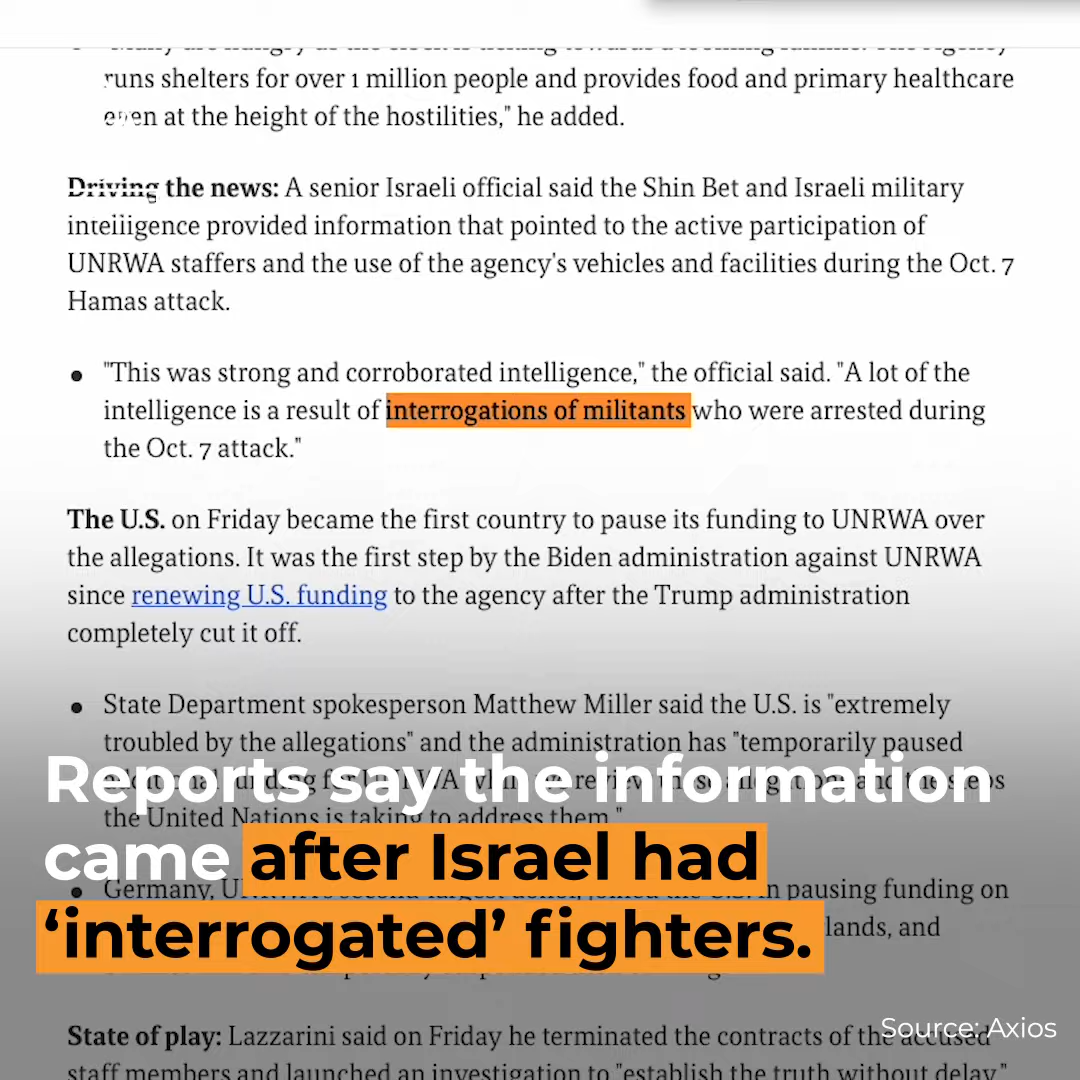 runs shelters for over 1 million people and provides food and primary healthcare
even at the height of the hostilities," he added.
Driving the news: A senior Israeli official said the Shin Bet and Israeli military
intelligence provided information that pointed to the active participation of
UNRWA staffers and the use of the agency's vehicles and facilities during the Oct. 7
Hamas attack.
• "This was strong and corroborated intelligence," the official said. "A lot of the
intelligence is a result of interrogations of militants who were arrested during
the Oct. 7 attack."
The U.S. on Friday became the first country to pause its funding to UNRWA over
the allegations. It was the first step by the Biden administration against UNRWA
since renewing U.S. funding to the agency after the Trump administration
completely cut it off.
• State Department spokesperson Matthew Miller said the U.S. is "extremely
troubled by the allegations" and the administration has "temporarily paused
the United Nations is taking to address them."
• Germany, in pausing funding on
lands, and
Reports say the information
came after Israel had
‘interrogated’ fighters.
State of play: Lazzarini said on Friday he terminated the contracts of the accused
staff members and launched an investigation to "establish the truth without delay."
Source: Axios